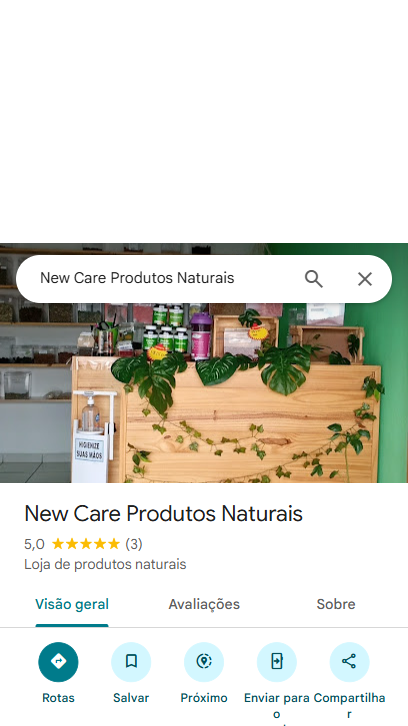 New Care Produtos Naturais
HIGIENIZE
SUAS MÃOS
New Care Produtos Naturais
5,0 (3)
Loja de produtos naturais
Visão geral Avaliações Sobre
Rotas Salvar Próximo Enviar para o Compartilhar